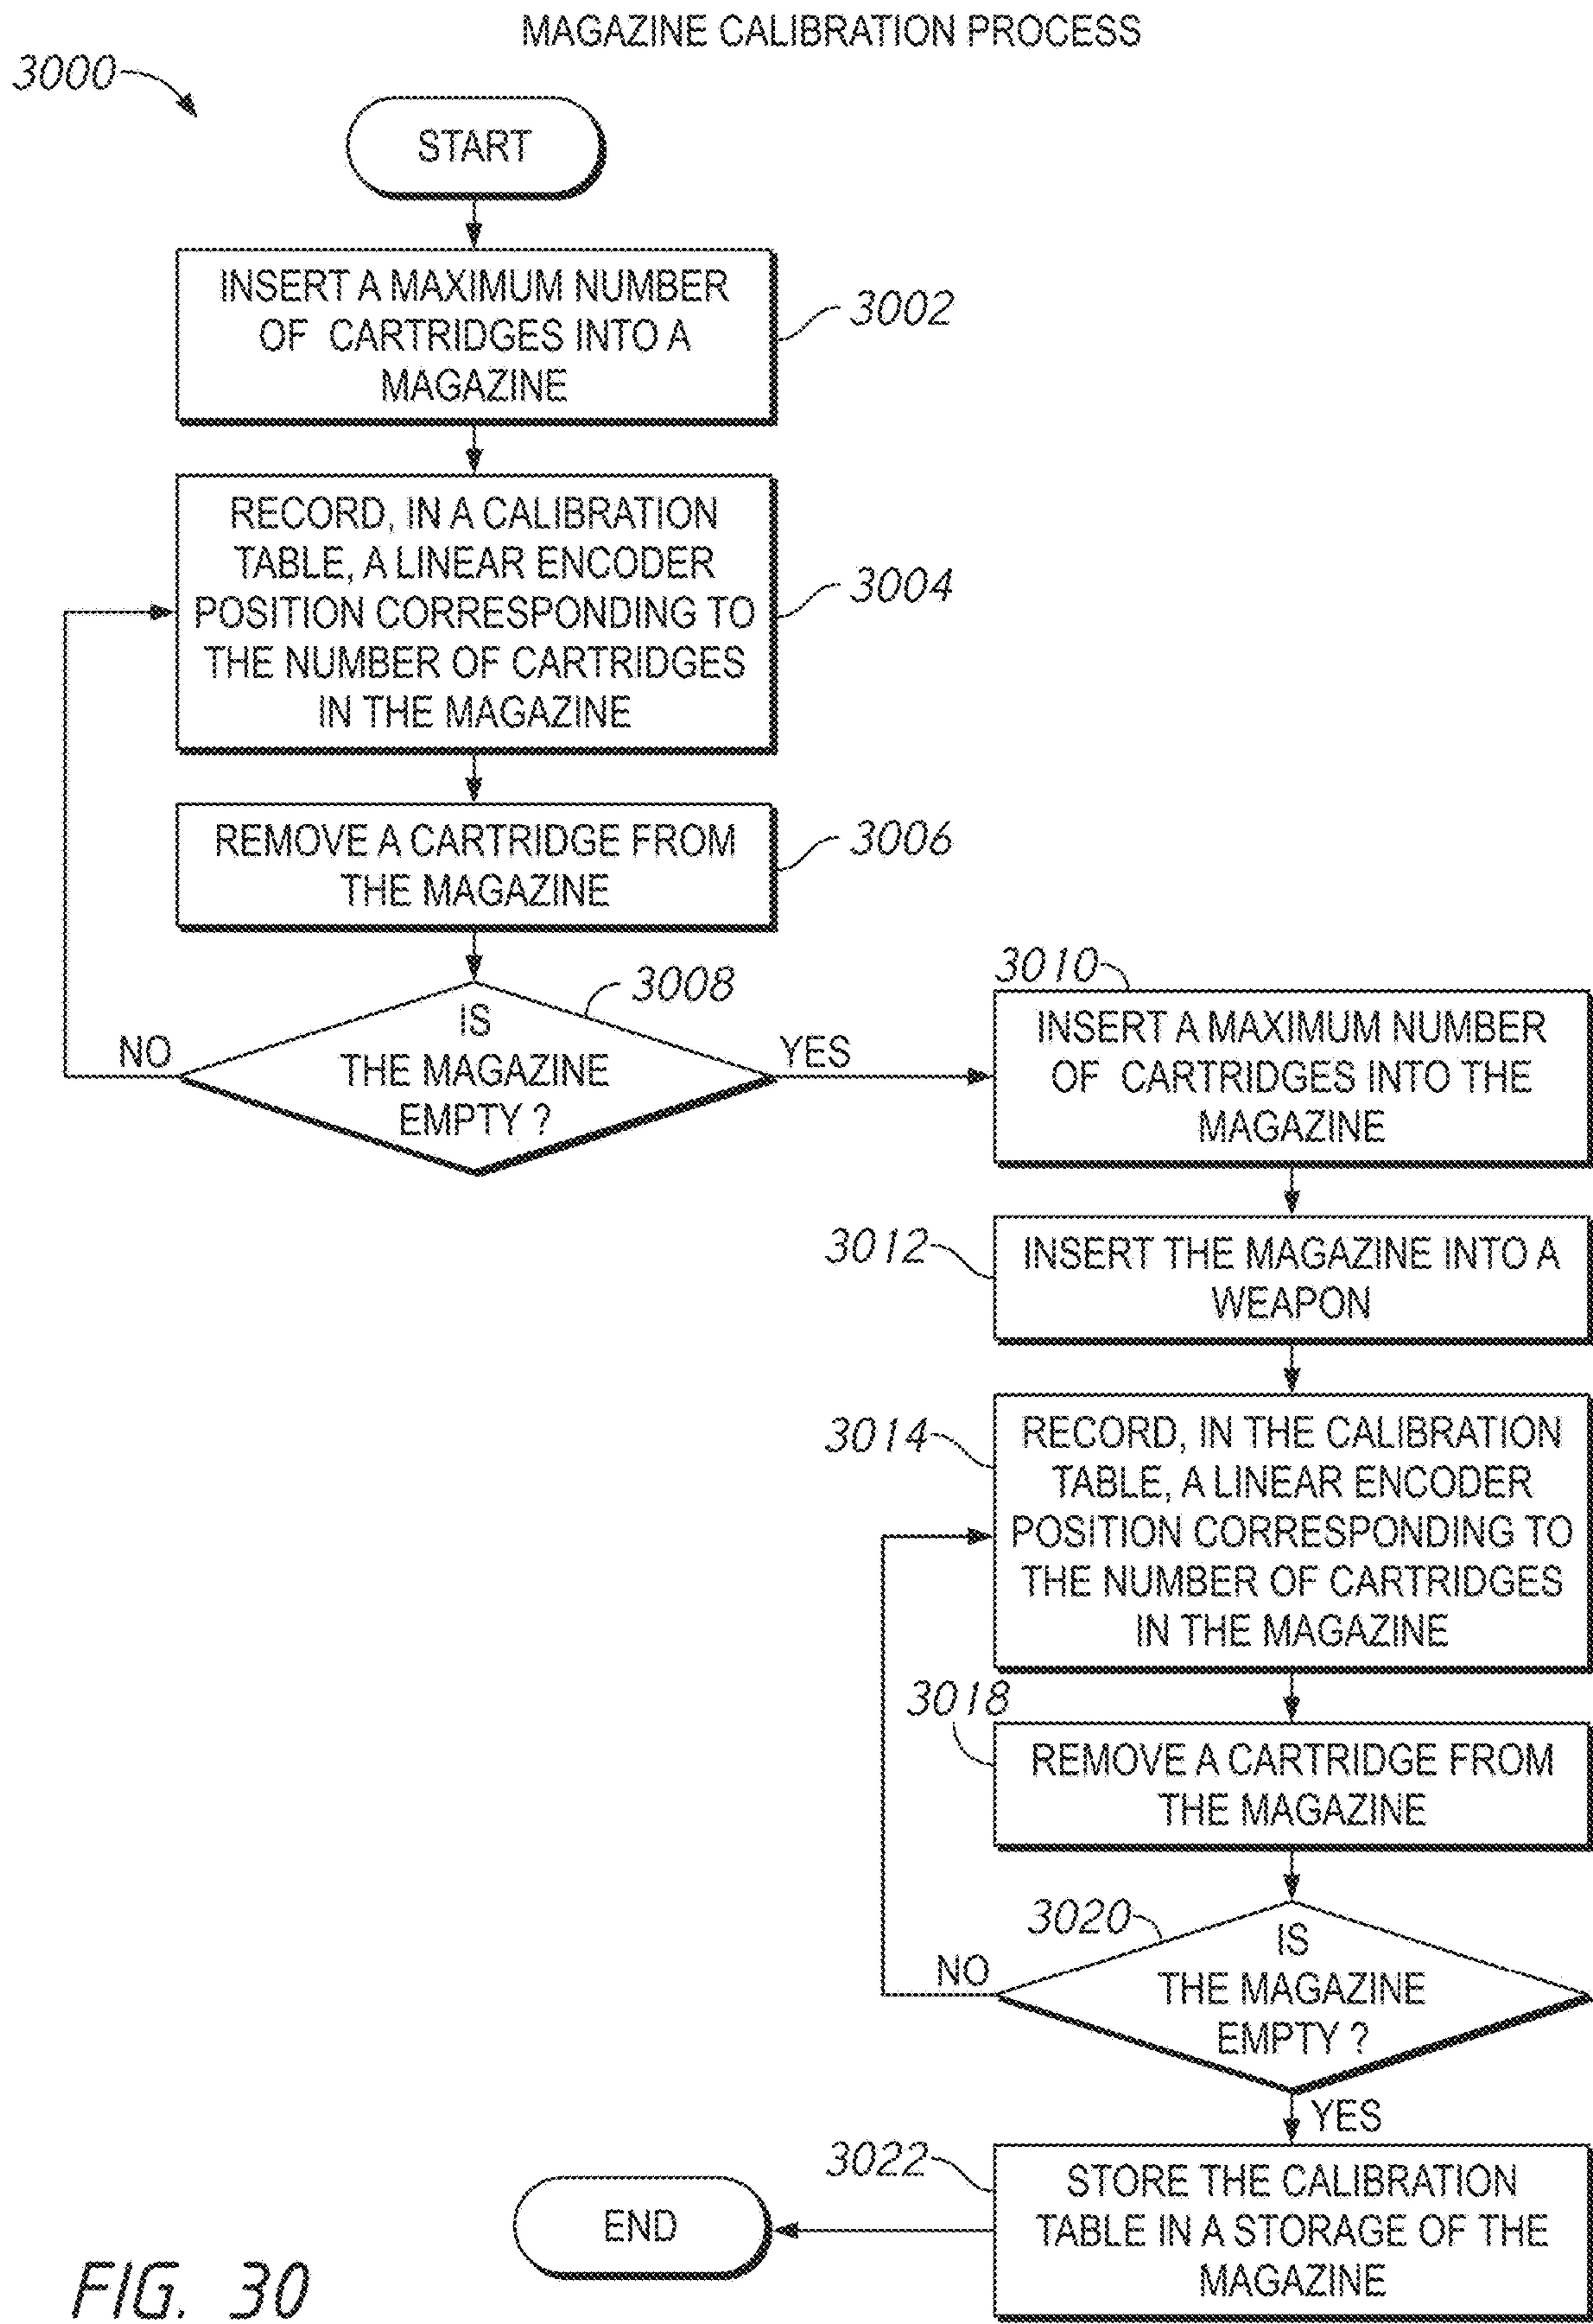 MAGAZINE CALIBRATION PROCESS
3000
START
INSERT A MAXIMUM NUMBER
OF CARTRIDGES INTO A
MAGAZINE
3002
RECORD, IN A CALIBRATION
TABLE, A LINEAR ENCODER
POSITION CORRESPONDING TO
THE NUMBER OF CARTRIDGES
IN THE MAGAZINE
3004
REMOVE A CARTRIDGE FROM
THE MAGAZINE
3006
IS
THE MAGAZINE
EMPTY ?
3008
NO
YES
3010
INSERT A MAXIMUM NUMBER
OF CARTRIDGES INTO THE
MAGAZINE
3012
INSERT THE MAGAZINE INTO A
WEAPON
3014
RECORD, IN THE CALIBRATION
TABLE, A LINEAR ENCODER
POSITION CORRESPONDING TO
THE NUMBER OF CARTRIDGES
IN THE MAGAZINE
3018
REMOVE A CARTRIDGE FROM
THE MAGAZINE
3020
IS
THE MAGAZINE
EMPTY ?
NO
YES
3022
STORE THE CALIBRATION
TABLE IN A STORAGE OF THE
MAGAZINE
END
FIG. 30